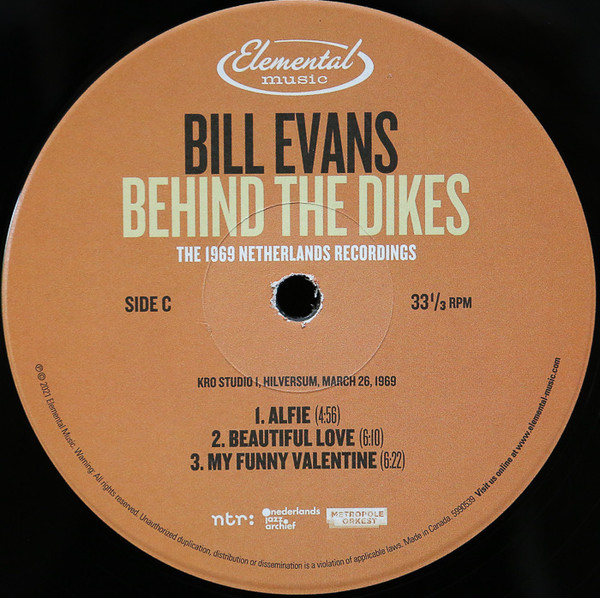 Elemental
music
BILL EVANS
BEHIND THE DIKES
THE 1969 NETHERLANDS RECORDINGS
SIDE C
33 1/3 RPM
KRO STUDIO 1, HILVERSUM, MARCH 26, 1969
1. ALFIE (4:56)
2. BEAUTIFUL LOVE (6:10)
3. MY FUNNY VALENTINE (6:22)
ntr:
nederlands
jazz
archief
METROPOLE
ORKEST
℗© 2021 Elemental Music. Warning: All rights reserved. Unauthorized duplication, distribution or dissemination is a violation of applicable laws. Made in Canada. 5990539 Visit us online at www.elemental-music.com